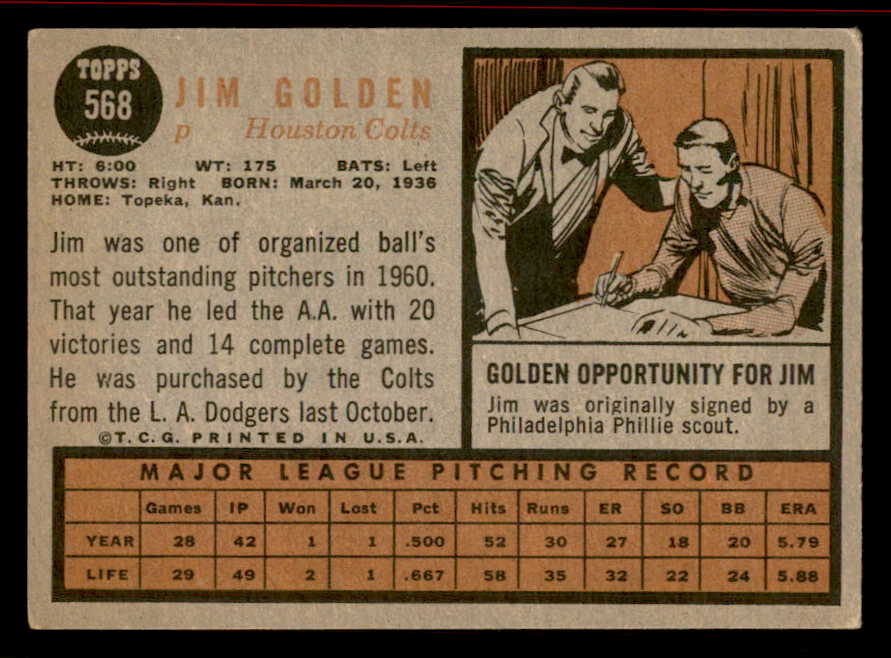 TOPPS
568
JIM GOLDEN
p Houston Colts
HT: 6:00 WT: 175 BATS: Left
THROWS: Right BORN: March 20, 1936
HOME: Topeka, Kan.
Jim was one of organized ball's
most outstanding pitchers in 1960.
That year he led the A.A. with 20
victories and 14 complete games.
He was purchased by the Colts
from the L. A. Dodgers last October.
©T. C. G. PRINTED IN U.S.A.
GOLDEN OPPORTUNITY FOR JIM
Jim was originally signed by a
Philadelphia Phillie scout.
MAJOR LEAGUE PITCHING RECORD
Games IP Won Lost Pct Hits Runs ER SO BB ERA
YEAR 28 42 1 1 .500 52 30 27 18 20 5.79
LIFE 29 49 2 1 .667 58 35 32 22 24 5.88